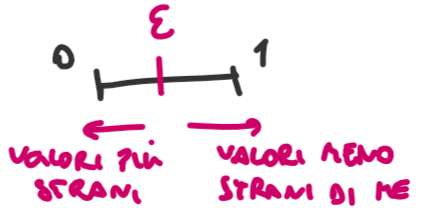 ε
0 1
VALORI PIÙ
STRANI
VALORI MENO
STRANI DI ME